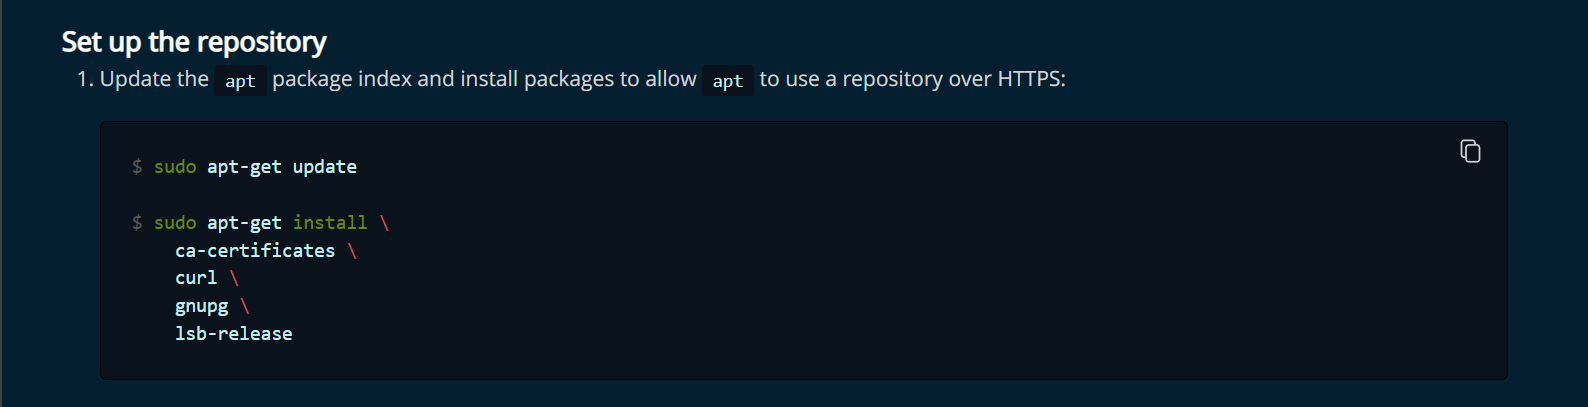 Set up the repository
1. Update the apt package index and install packages to allow apt to use a repository over HTTPS:
$ sudo apt-get update
$ sudo apt-get install \
ca-certificates \
curl \
gnupg \
lsb-release